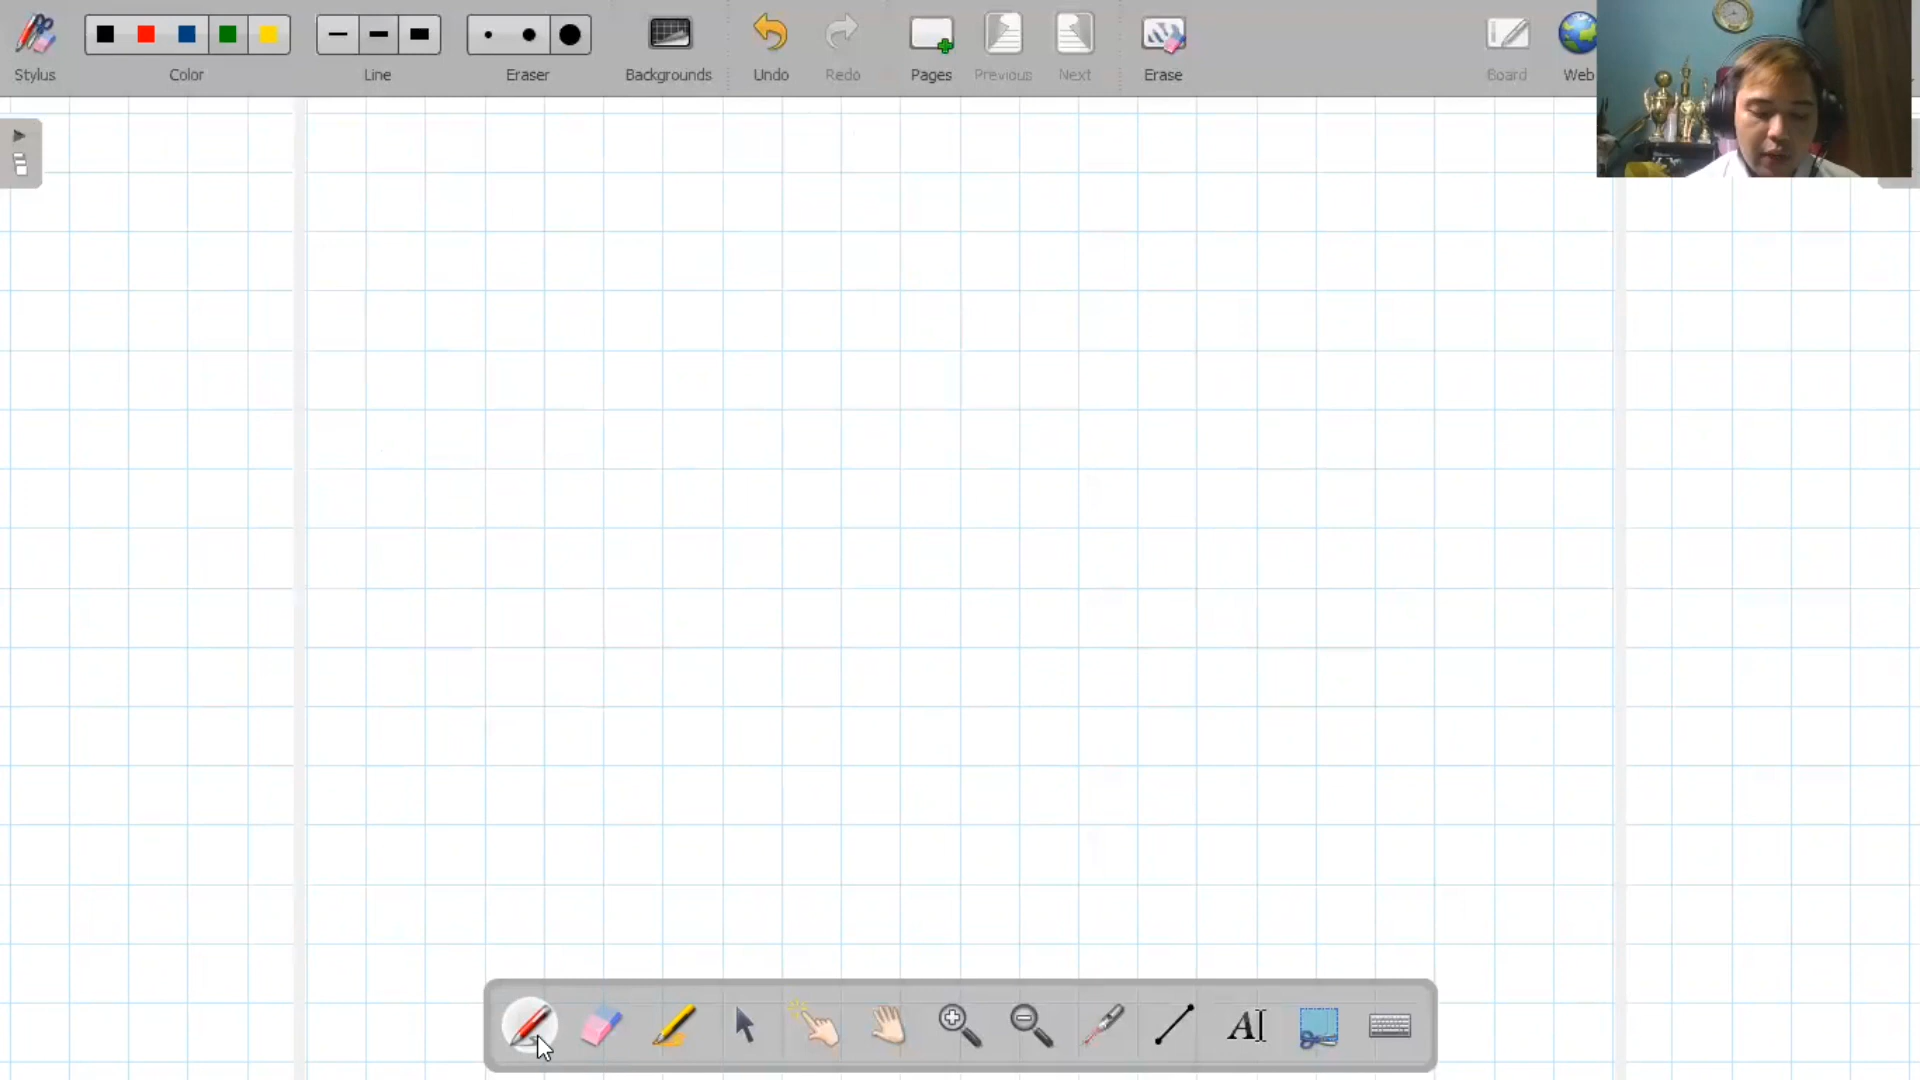 Stylus
Color
Line
Eraser
Backgrounds
Undo
Redo
Pages
Previous
Next
Erase
Board
Web
A